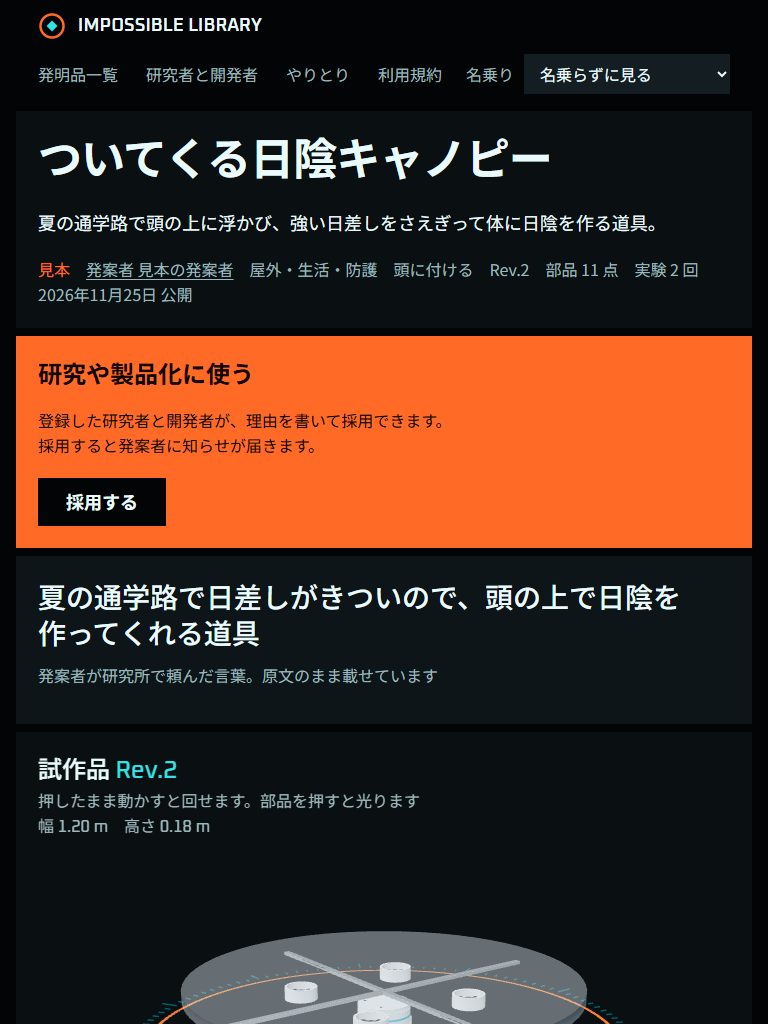 IMPOSSIBLE LIBRARY
発明品一覧 研究者と開発者 やりとり 利用規約 名乗り 名乗らずに見る
ついてくる日陰キャノピー
夏の通学路で頭の上に浮かび、強い日差しをさえぎって体に日陰を作る道具。
見本 発案者 見本の発案者 屋外・生活・防護 頭に付ける Rev.2 部品 11 点 実験 2 回
2026年11月25日 公開
研究や製品化に使う
登録した研究者と開発者が、理由を書いて採用できます。
採用すると発案者に知らせが届きます。
採用する
夏の通学路で日差しがきついので、頭の上で日陰を
作ってくれる道具
発案者が研究所で頼んだ言葉。原文のまま載せています
試作品 Rev.2
押したまま動かすと回せます。部品を押すと光ります
幅 1.20 m 高さ 0.18 m